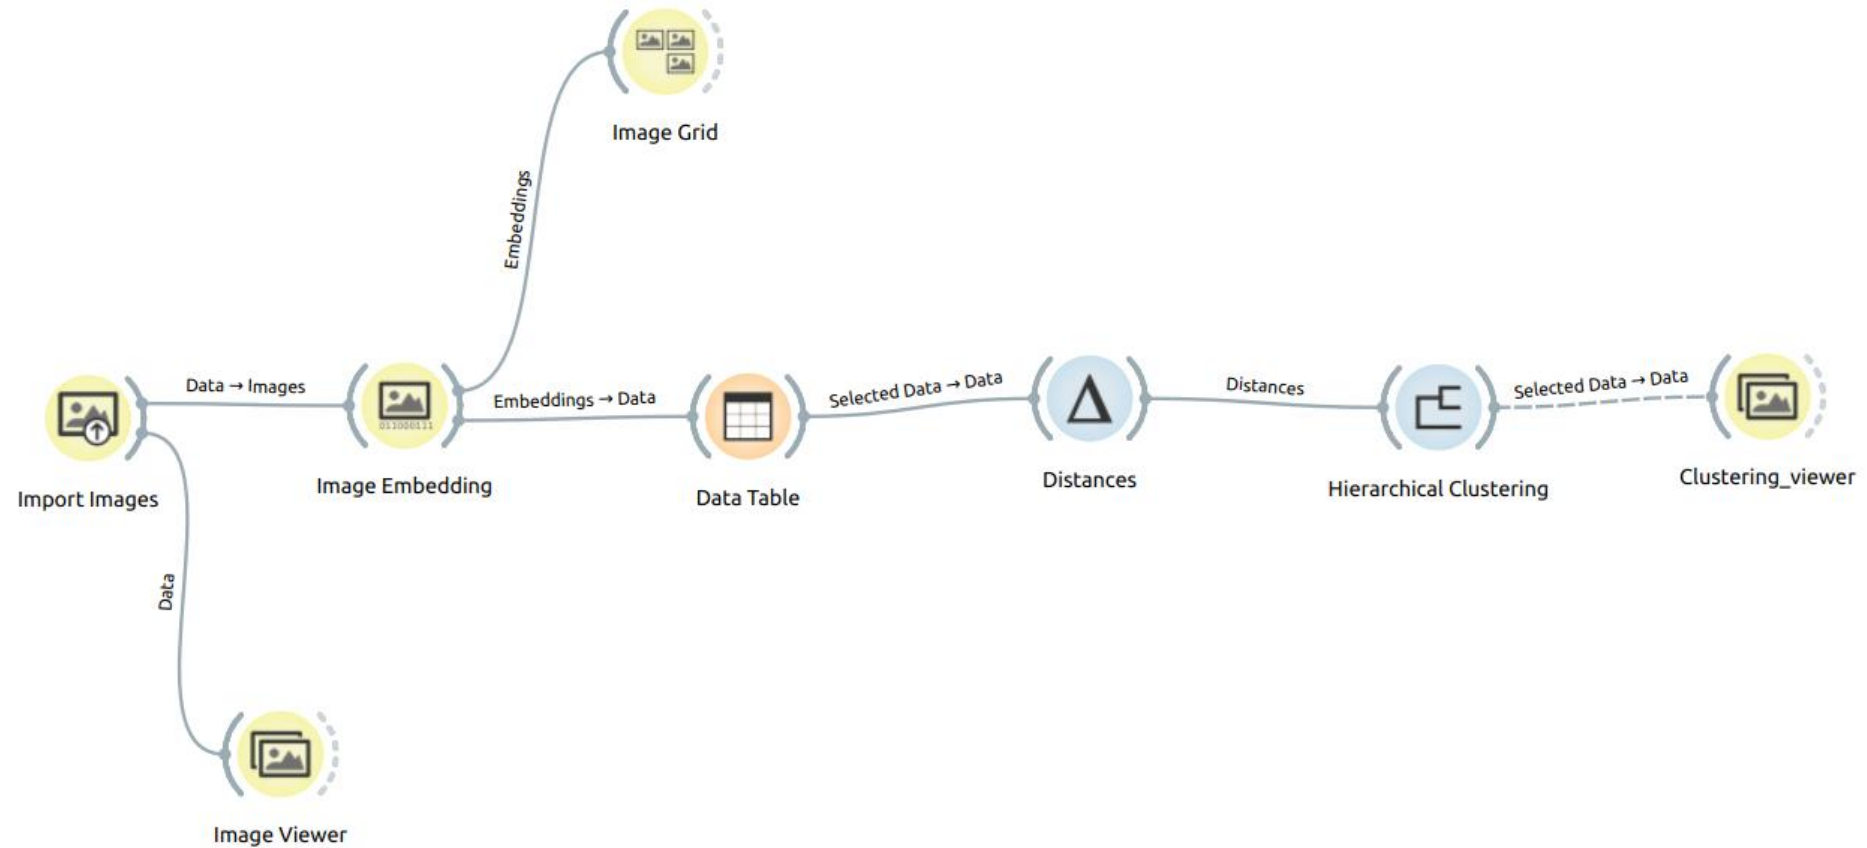 Image Grid
Embeddings
Data → Images
Embeddings → Data
Selected Data → Data
Distances
Selected Data → Data
011000111
Import Images
Image Embedding
Data Table
Distances
Hierarchical Clustering
Clustering_viewer
Data
Image Viewer